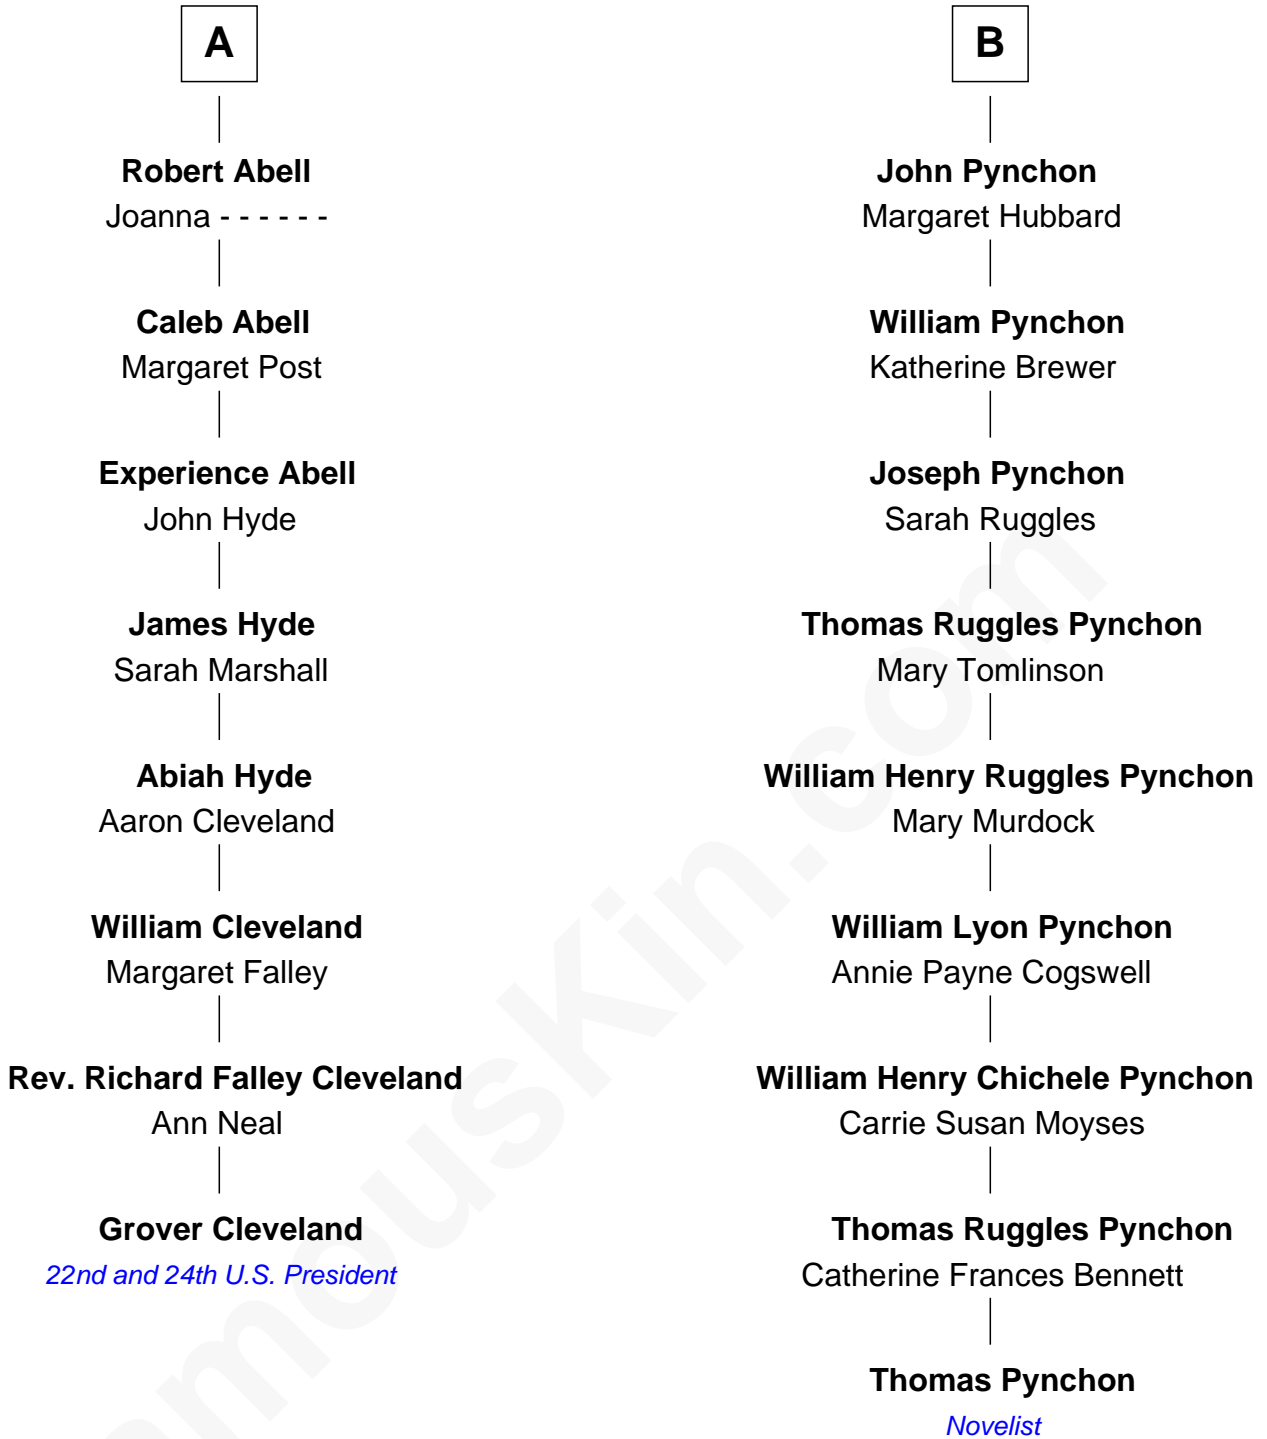 A
Robert Abell
Joanna - - - - - -
Caleb Abell
Margaret Post
Experience Abell
John Hyde
James Hyde
Sarah Marshall
Abiah Hyde
Aaron Cleveland
William Cleveland
Margaret Falley
Rev. Richard Falley Cleveland
Ann Neal
Grover Cleveland
22nd and 24th U.S. President
B
John Pynchon
Margaret Hubbard
William Pynchon
Katherine Brewer
Joseph Pynchon
Sarah Ruggles
Thomas Ruggles Pynchon
Mary Tomlinson
William Henry Ruggles Pynchon
Mary Murdock
William Lyon Pynchon
Annie Payne Cogswell
William Henry Chichele Pynchon
Carrie Susan Moyses
Thomas Ruggles Pynchon
Catherine Frances Bennett
Thomas Pynchon
Novelist
amousKin.com